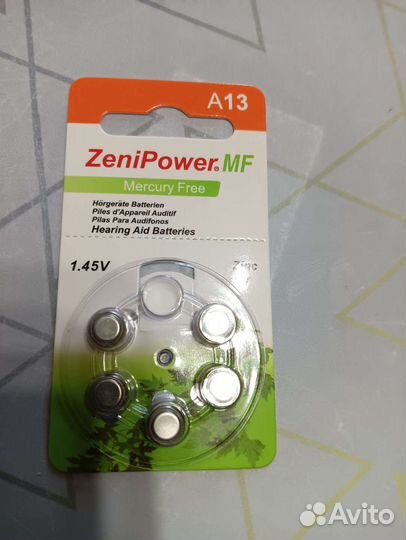 A13
ZeniPower® MF
Mercury Free
Hörgeräte Batterien
Piles d'Appareil Auditif
Pilas Para Audífonos
Hearing Aid Batteries
1.45V
Avito